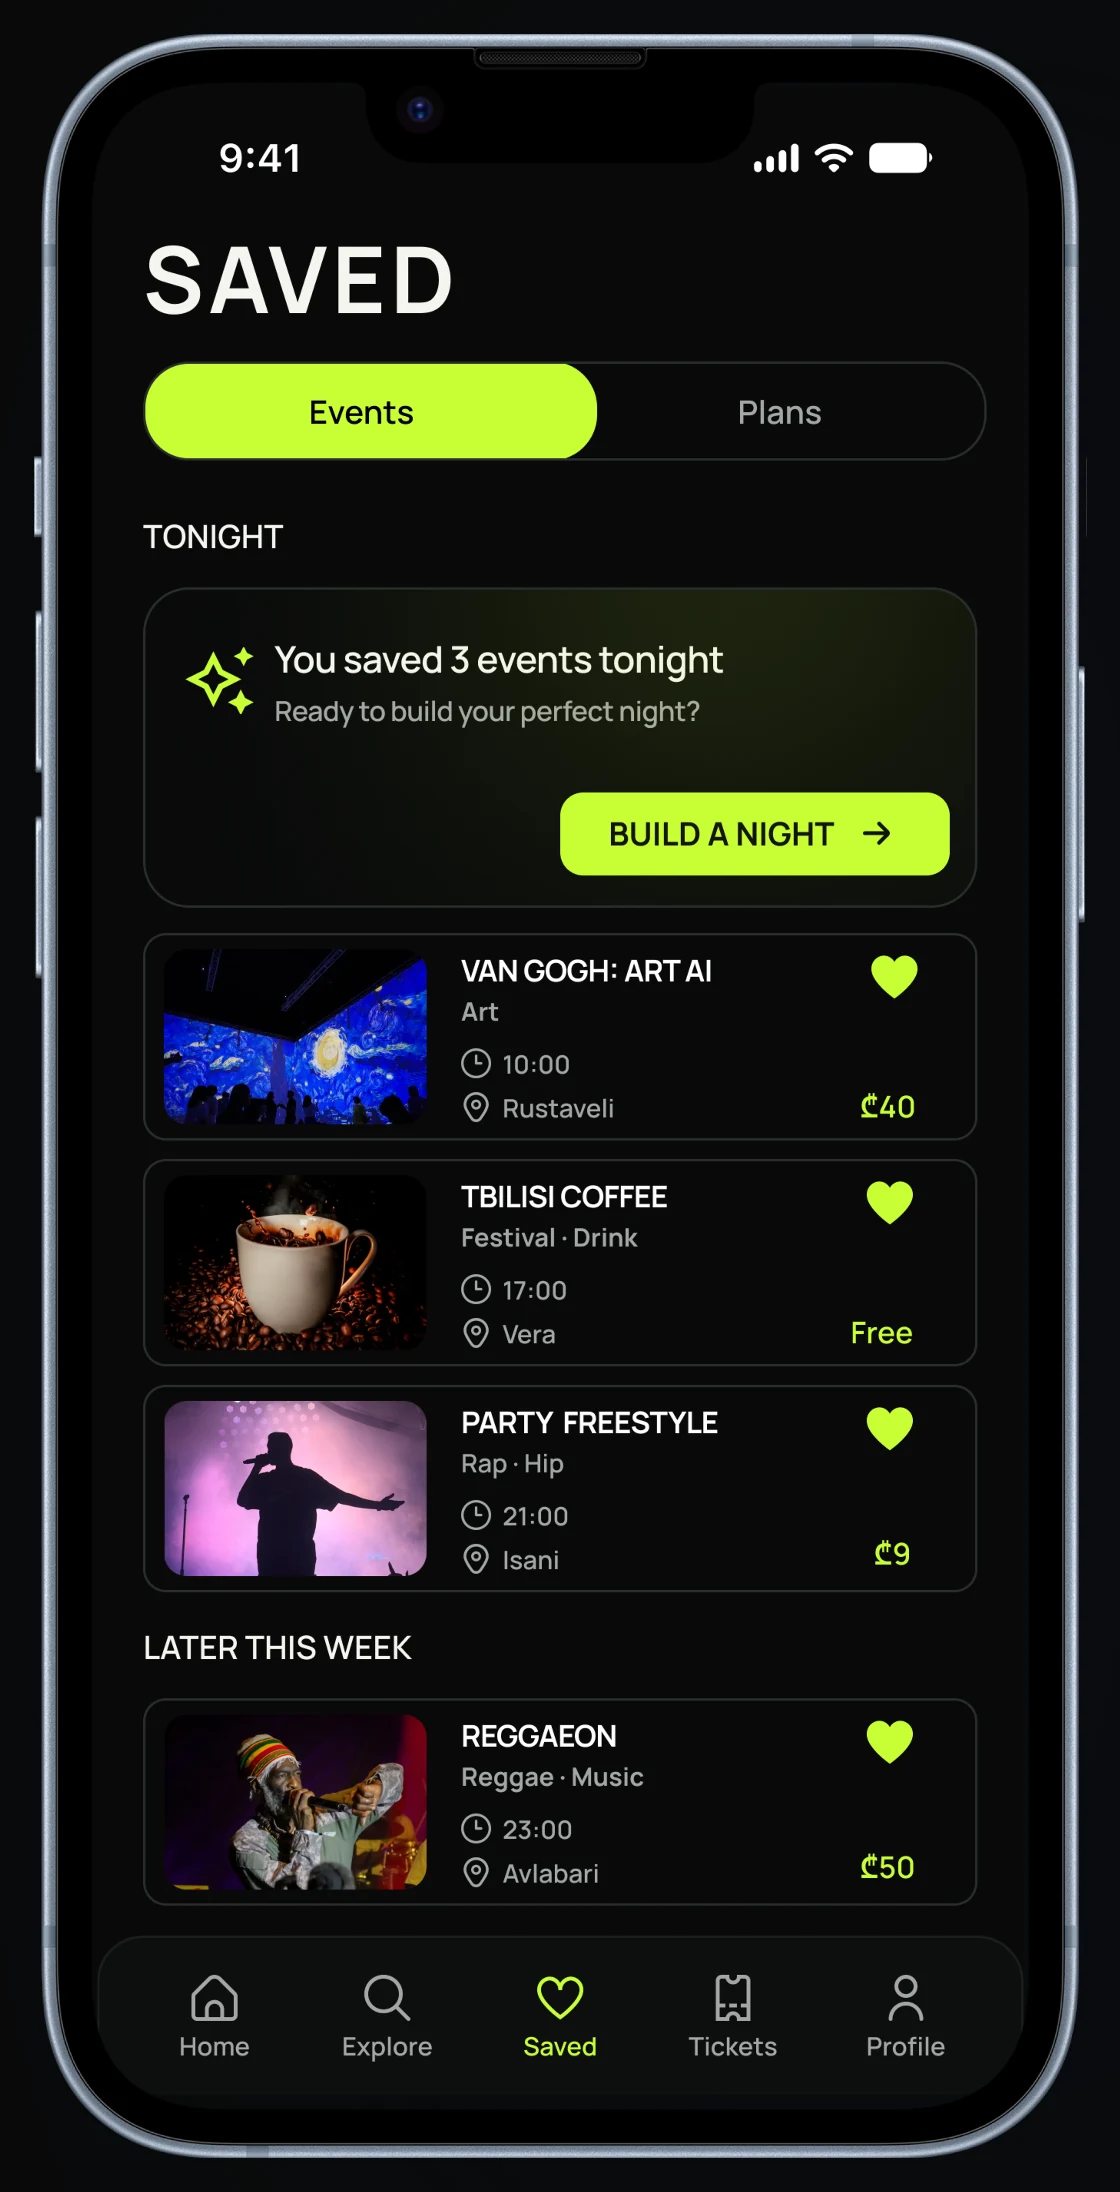 9:41
SAVED
Events
Plans
TONIGHT
You saved 3 events tonight
Ready to build your perfect night?
BUILD A NIGHT
VAN GOGH: ART AI
Art
10:00
Rustaveli
₾40
TBILISI COFFEE
Festival · Drink
17:00
Vera
Free
PARTY FREESTYLE
Rap · Hip
21:00
Isani
₾9
LATER THIS WEEK
REGGAEON
Reggae · Music
23:00
Avlabari
₾50
Home
Explore
Saved
Tickets
Profile